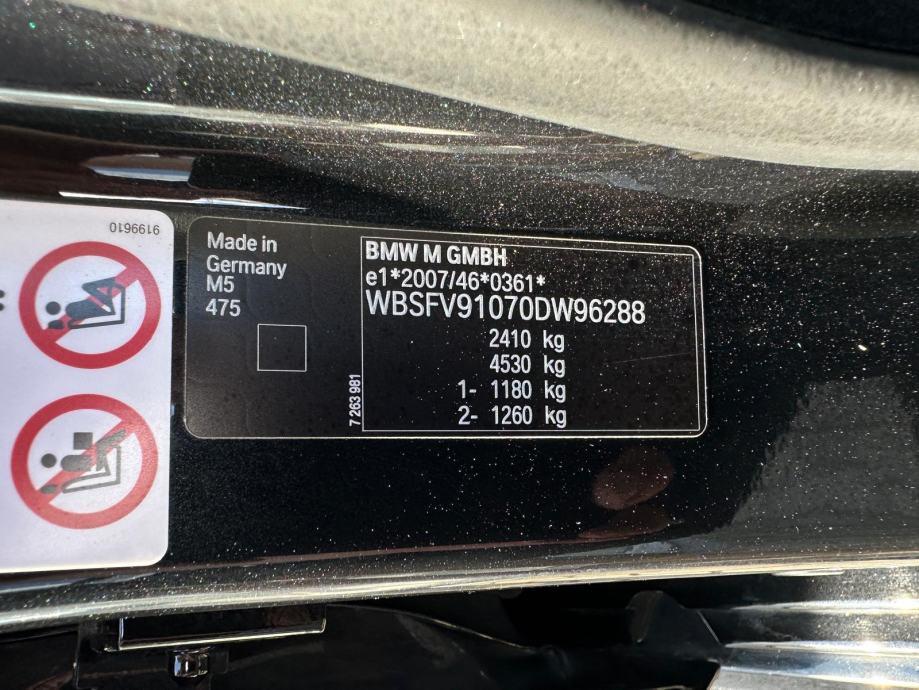 9199610
Made in
Germany
M5
475
BMW M GMBH
e1*2007/46*0361*
WBSFV91070DW96288
2410 kg
4530 kg
1- 1180 kg
2- 1260 kg
7 263 981